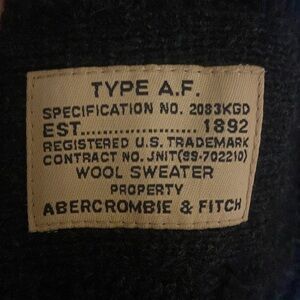 TYPE A.F.
SPECIFICATION NO. 2083KGD
EST.................. 1892
REGISTERED U.S. TRADEMARK
CONTRACT NO. JNIT(99-702210)
WOOL SWEATER
PROPERTY
ABERCROMBIE & FITCH